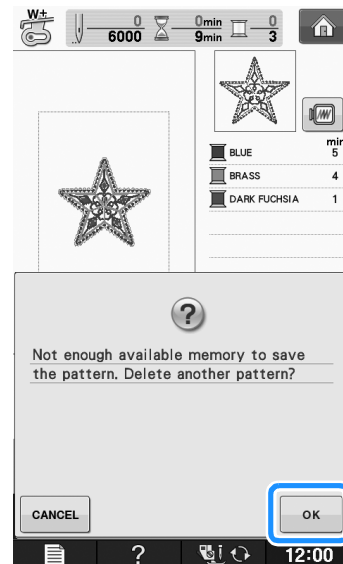 W+
0 0min 0
6000 9min 3
min
BLUE 5
BRASS 4
DARK FUCHSIA 1
?
Not enough available memory to save
the pattern. Delete another pattern?
CANCEL OK
? 12:00